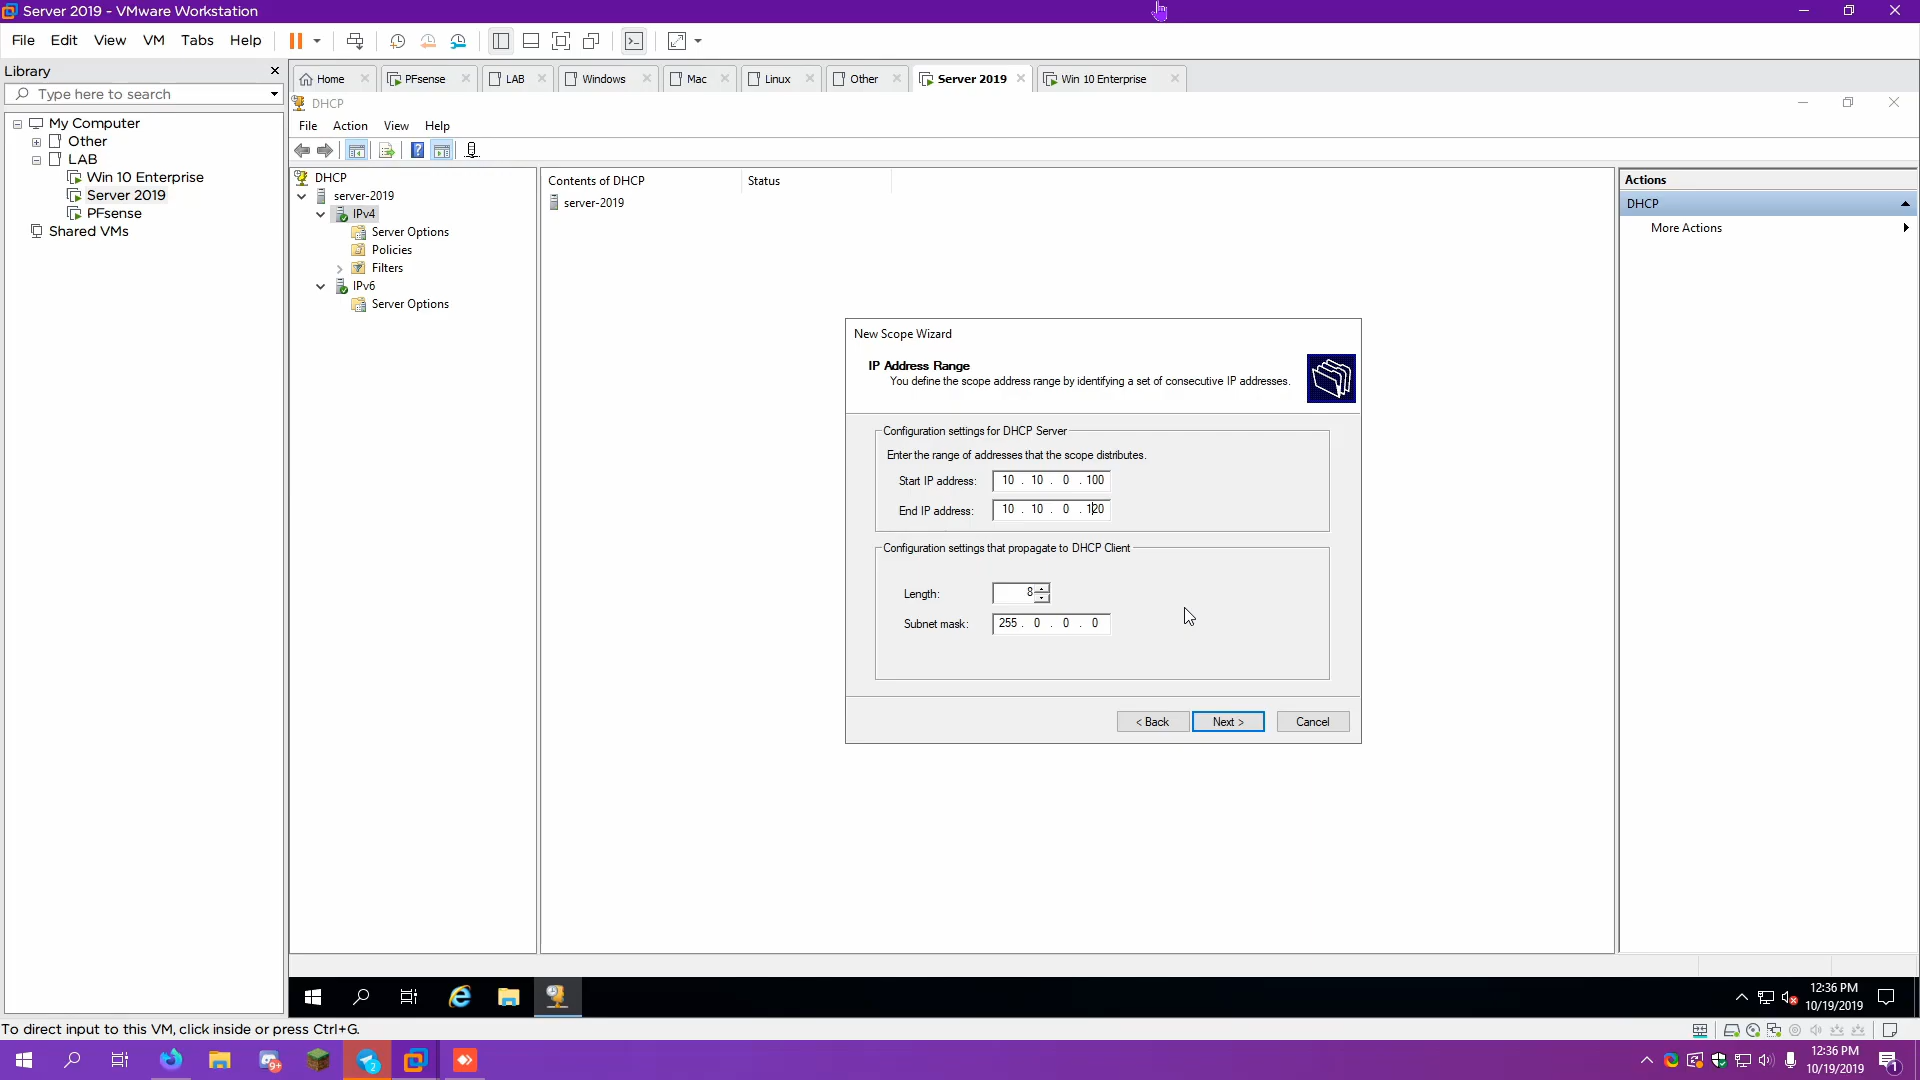 Server 2019 - VMware Workstation
File Edit View VM Tabs Help
Library
Type here to search
My Computer
Other
LAB
Win 10 Enterprise
Server 2019
PFsense
Shared VMs
Home PFsense LAB Windows Mac Linux Other Server 2019 Win 10 Enterprise
DHCP
File Action View Help
DHCP
server-2019
IPv4
Server Options
Policies
Filters
IPv6
Server Options
Contents of DHCP Status
server-2019
Actions
DHCP
More Actions
New Scope Wizard
IP Address Range
You define the scope address range by identifying a set of consecutive IP addresses.
Configuration settings for DHCP Server
Enter the range of addresses that the scope distributes.
Start IP address: 10 . 10 . 0 . 100
End IP address: 10 . 10 . 0 . 120
Configuration settings that propagate to DHCP Client
Length: 8
Subnet mask: 255 . 0 . 0 . 0
< Back Next > Cancel
12:36 PM
10/19/2019
To direct input to this VM, click inside or press Ctrl+G.
9+
2
12:36 PM
10/19/2019
1